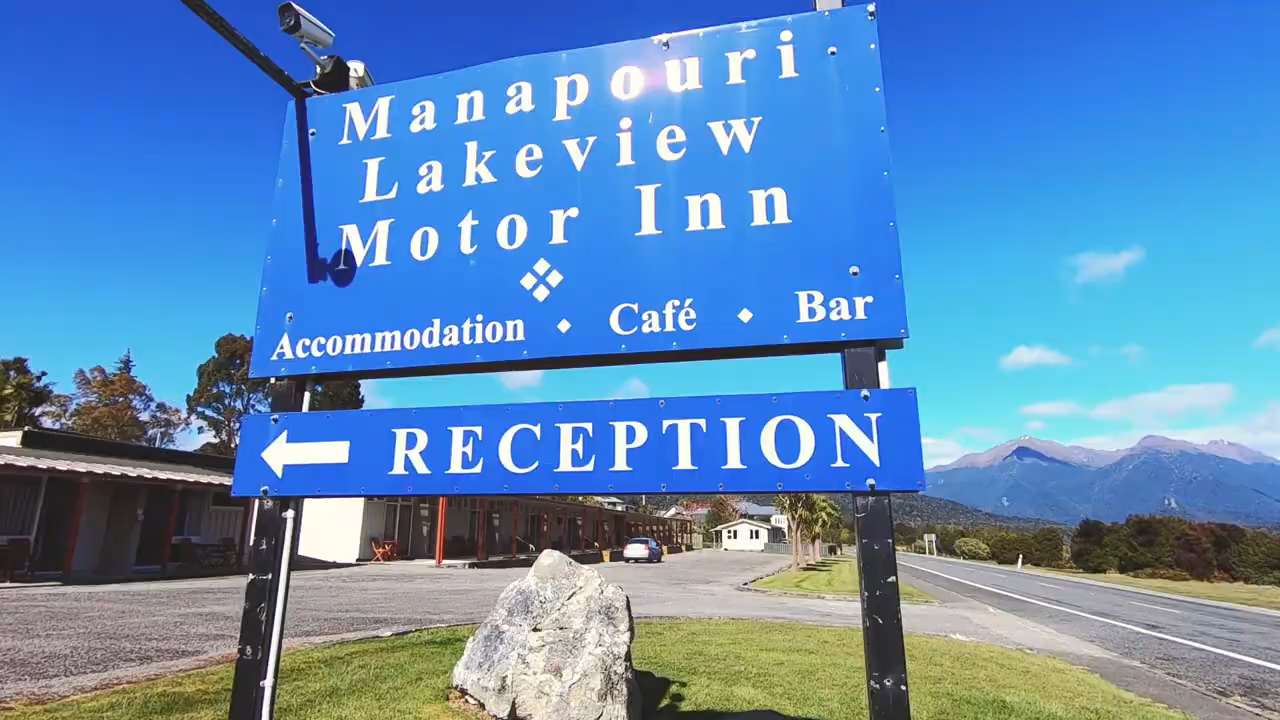 Manapouri
Lakeview
Motor Inn
Accommodation Café Bar
RECEPTION